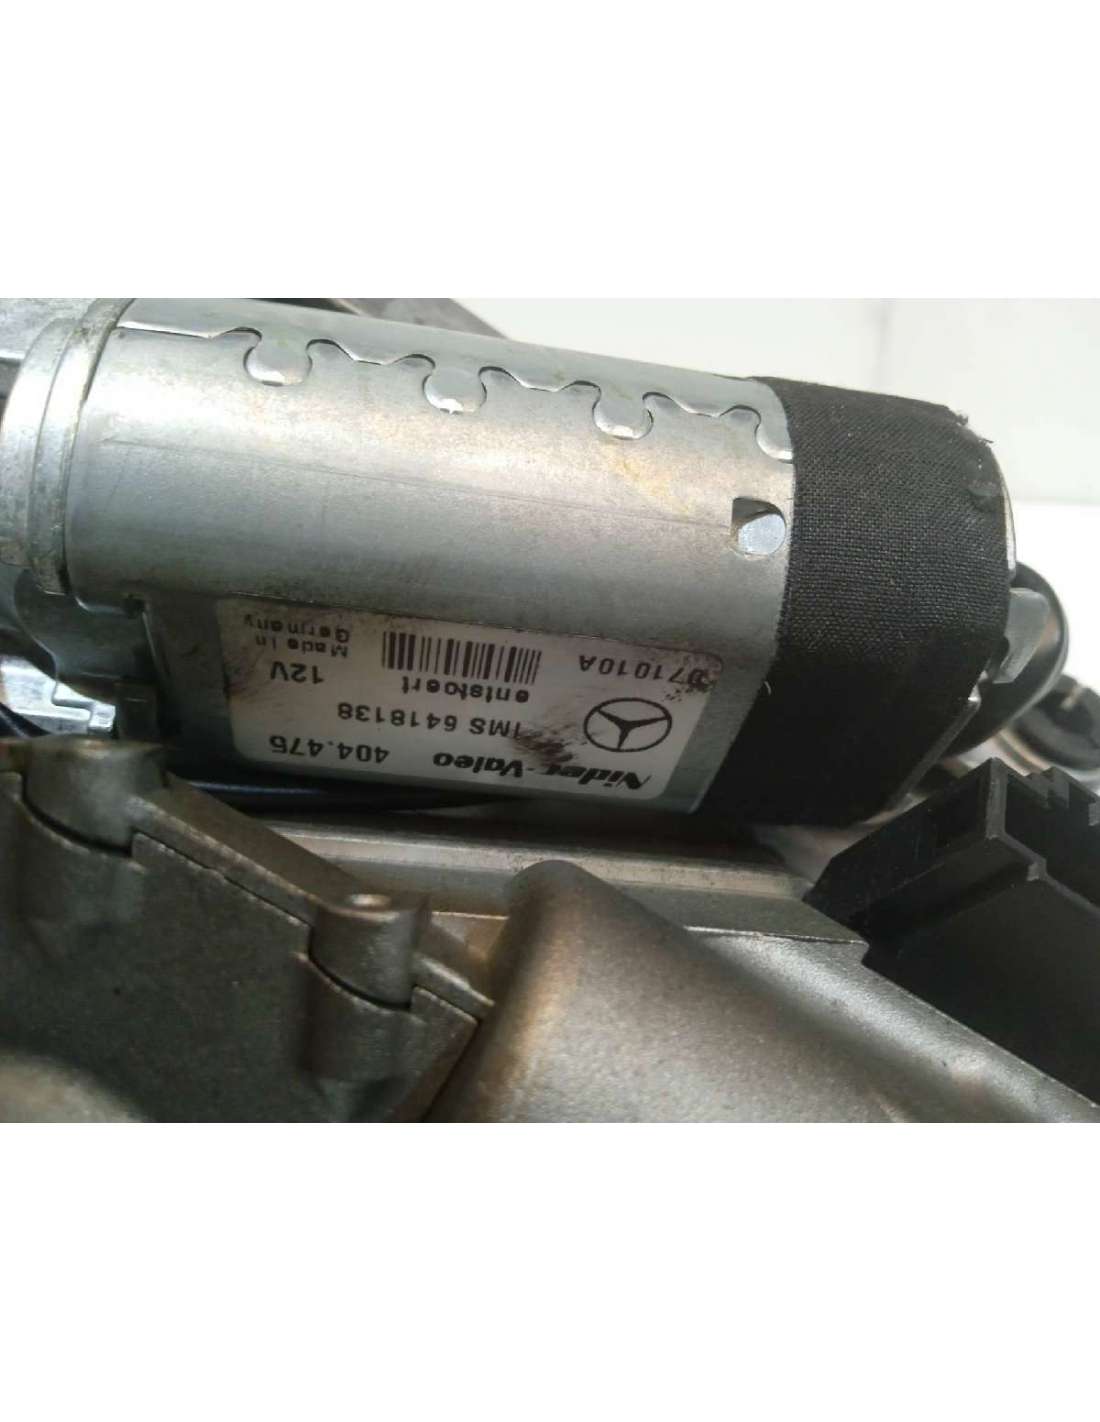 Nidec-Valeo 404.475
IMS 6418138
entstoert 12V
071010A Made in
Germany